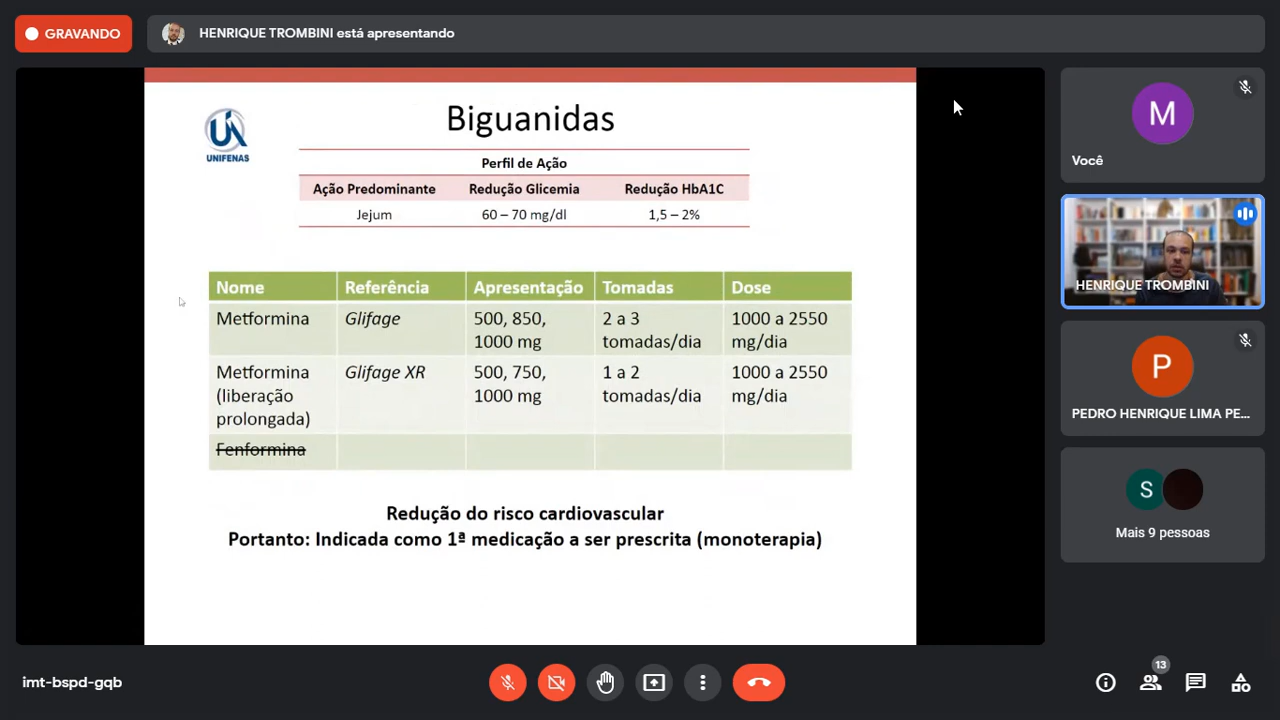 GRAVANDO
HENRIQUE TROMBINI está apresentando
UNIFENAS
Biguanidas
Perfil de Ação
Ação Predominante Redução Glicemia Redução HbA1C
Jejum 60 – 70 mg/dl 1,5 – 2%
Nome Referência Apresentação Tomadas Dose
Metformina Glifage 500, 850, 1000 mg 2 a 3 tomadas/dia 1000 a 2550 mg/dia
Metformina (liberação prolongada) Glifage XR 500, 750, 1000 mg 1 a 2 tomadas/dia 1000 a 2550 mg/dia
Fenformina
Redução do risco cardiovascular
Portanto: Indicada como 1ª medicação a ser prescrita (monoterapia)
M
Você
HENRIQUE TROMBINI
P
PEDRO HENRIQUE LIMA PE...
S
Mais 9 pessoas
imt-bspd-gqb
13